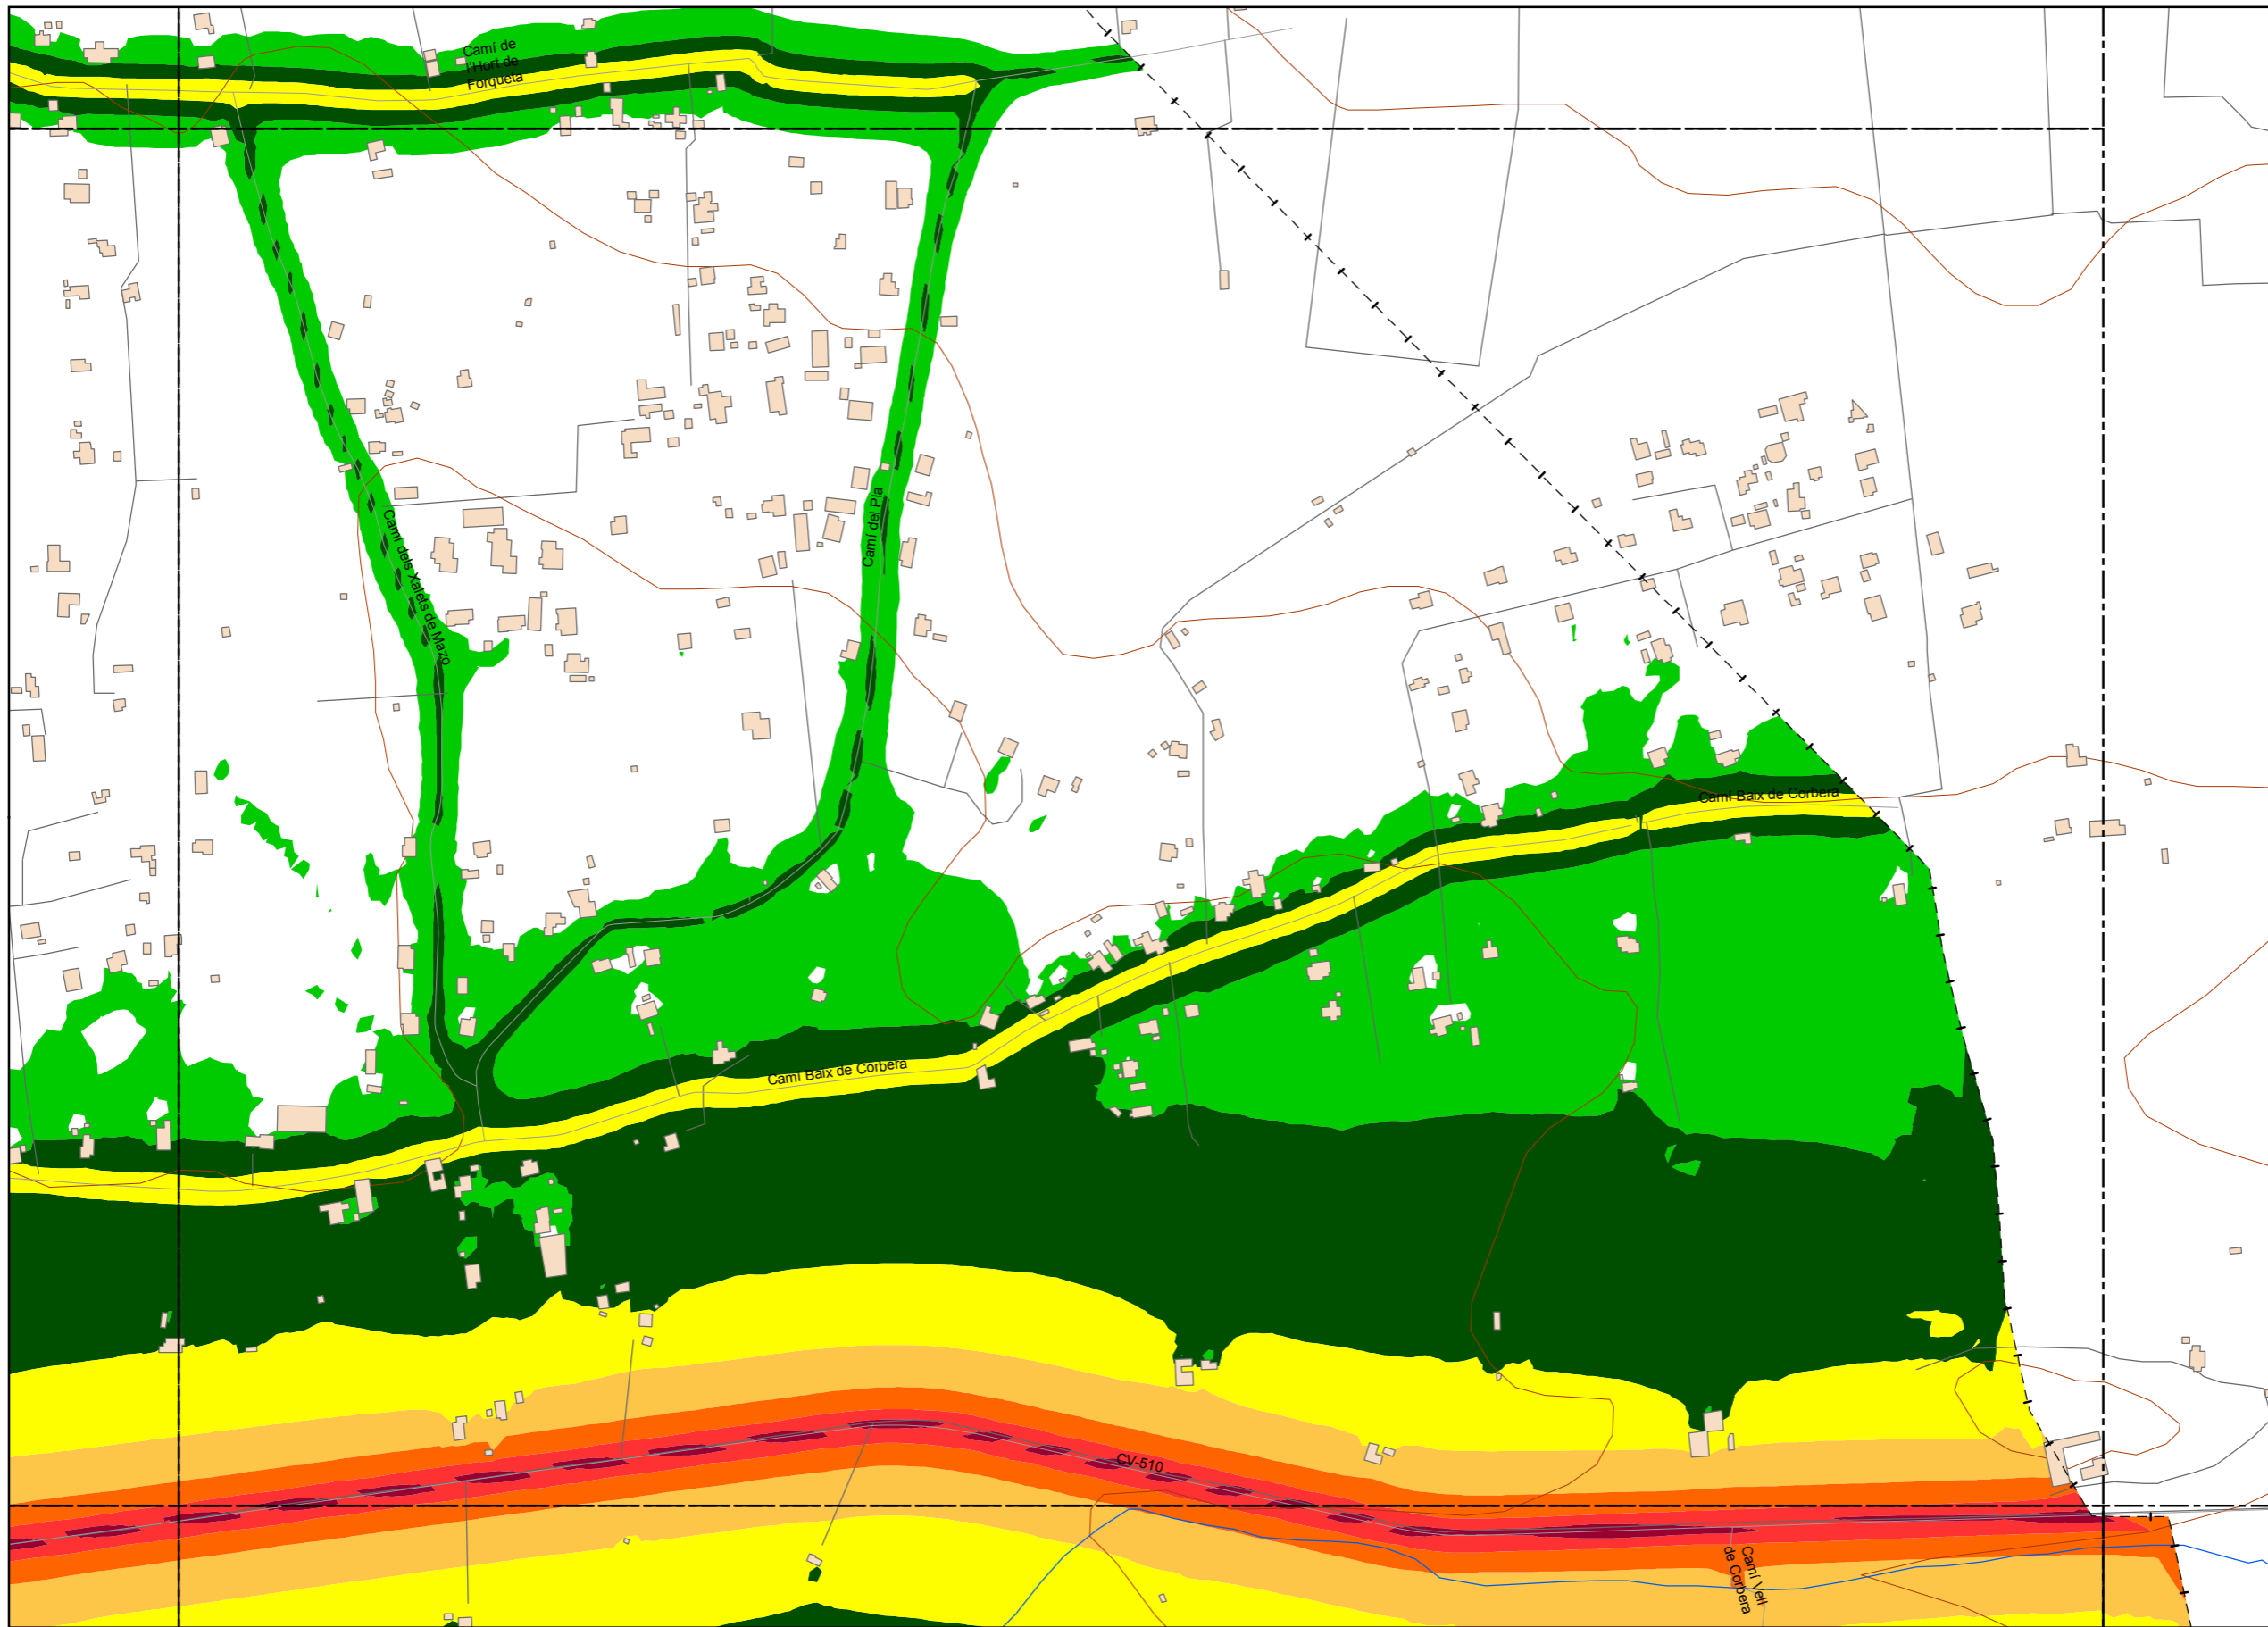 Camí de
l'Hort de
Forqueta
Camí dels Xalets de Mazo
Camí del Pla
Camí Baix de Corbera
Camí Baix de Corbera
CV-510
Camí Vell
de Corbera